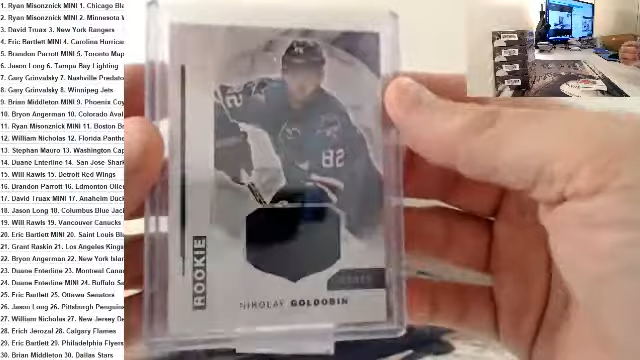 1. Ryan Misonznick MINI 1. Chicago Bla
2. Ryan Misonznick MINI 2. Minnesota W
3. David Truax 3. New York Rangers
4. Eric Bartlett MINI 4. Carolina Hurrica
5. Brandon Parrott MINI 5. Toronto Map
6. Jason Long 6. Tampa Bay Lighting
7. Gary Gainvalsky 7. Nashville Predato
8. Gary Gainvalsky 8. Winnipeg Jets
9. Brian Middleton MINI 9. Phoenix Coy
10. Bryon Angerman 10. Colorado Aval
11. Ryan Misonznick MINI 11. Boston B
12. William Nicholas 12. Florida Panthe
13. Stephan Mauro 13. Washington Cap
14. Duane Enterline 14. San Jose Shark
15. Will Rawls 15. Detroit Red Wings
16. Brandon Parrott 16. Edmonton Oile
17. David Truax MINI 17. Anaheim Duck
18. Jason Long 18. Columbus Blue Jac
19. Will Rawls 19. Vancouver Canucks
20. Eric Bartlett MINI 20. Saint Louis Bl
21. Grant Raskin 21. Los Angeles Kings
22. Bryon Angerman 22. New York Islan
23. Duane Enterline 23. Montreal Canad
24. Duane Enterline MINI 24. Buffalo Sa
25. Eric Bartlett 25. Ottawa Senators
26. Jason Long 26. Pittsburgh Penguins
27. William Nicholas 27. New Jersey De
28. Erich Jerozal 28. Calgary Flames
29. Eric Bartlett 29. Philadelphia Flyers
30. Brian Middleton 30. Dallas Stars
82
82
ROOKIE
NIKOLAY GOLDOBIN